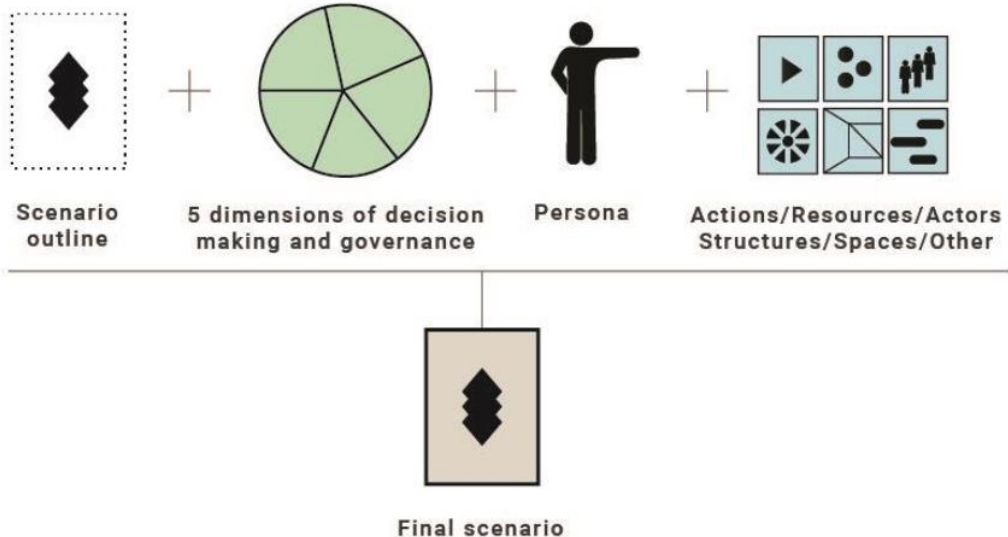 Scenario
outline
5 dimensions of decision
making and governance
Persona
Actions/Resources/Actors
Structures/Spaces/Other
Final scenario